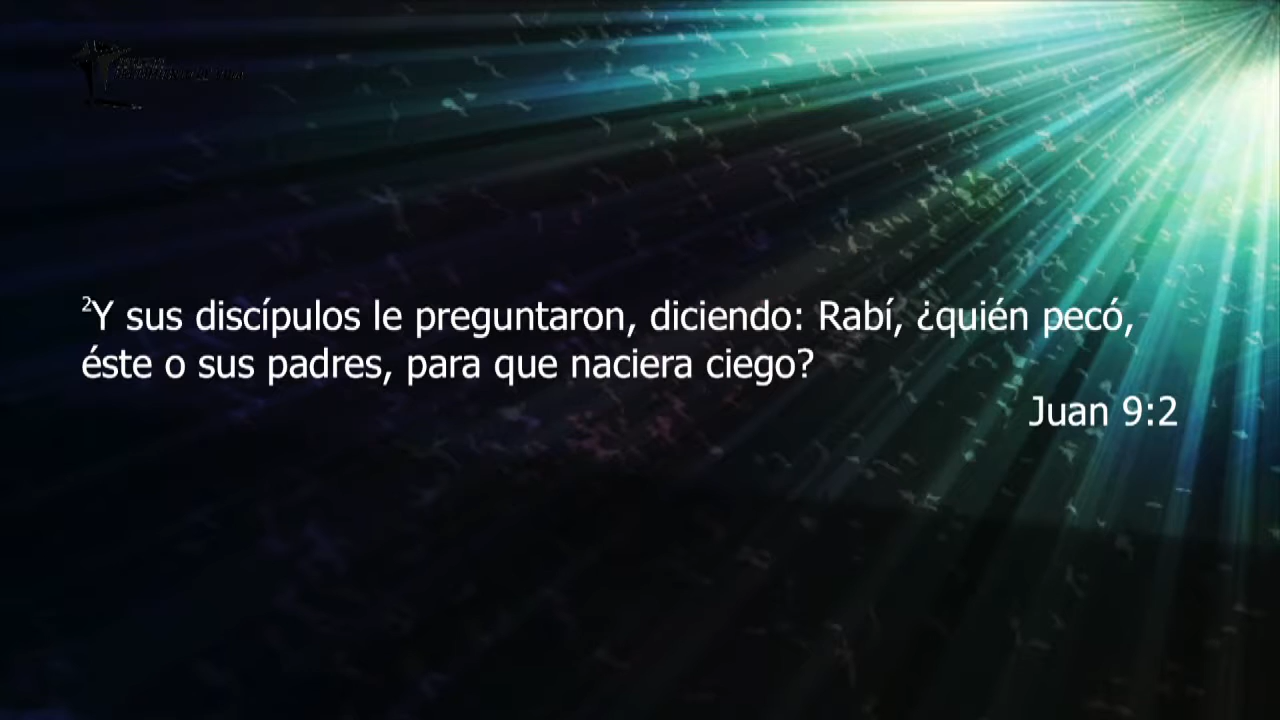 ²Y sus discípulos le preguntaron, diciendo: Rabí, ¿quién pecó,
éste o sus padres, para que naciera ciego?
Juan 9:2